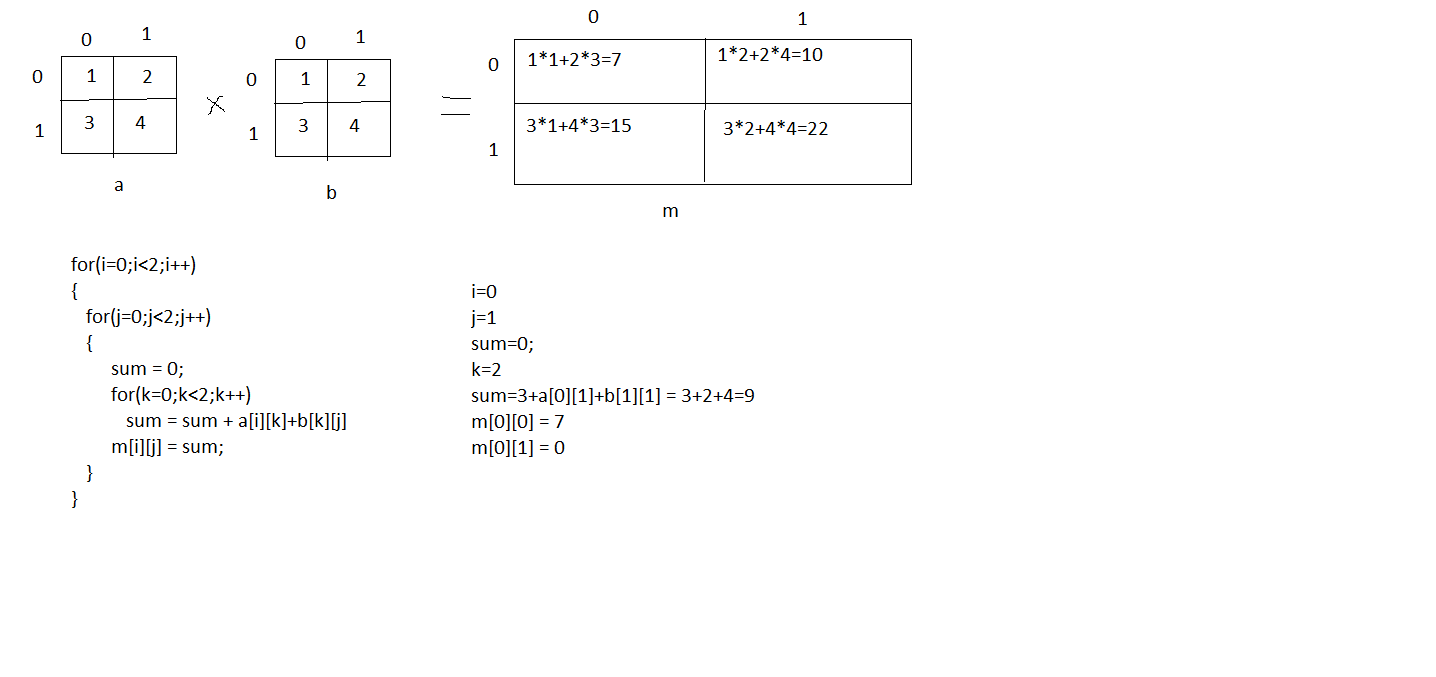 0 1
0 1 2
1 3 4
a
×
0 1
0 1 2
1 3 4
b
=
0 1
0 1*1+2*3=7 1*2+2*4=10
1 3*1+4*3=15 3*2+4*4=22
m
for(i=0;i<2;i++)
{
for(j=0;j<2;j++)
{
sum = 0;
for(k=0;k<2;k++)
sum = sum + a[i][k]+b[k][j]
m[i][j] = sum;
}
}
i=0
j=1
sum=0;
k=2
sum=3+a[0][1]+b[1][1] = 3+2+4=9
m[0][0] = 7
m[0][1] = 0